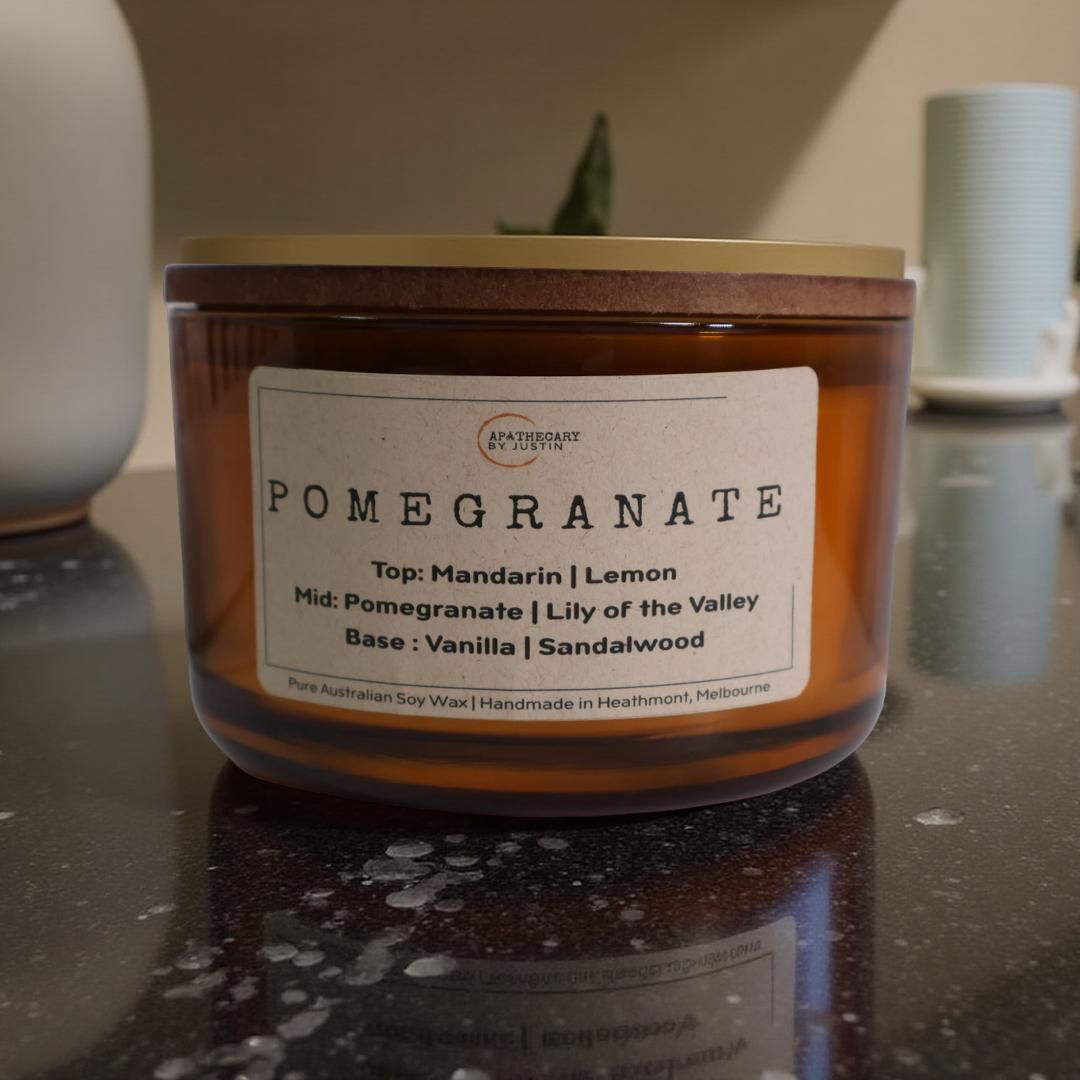 APOTHECARY
BY JUSTIN
POMEGRANATE
Top: Mandarin | Lemon
Mid: Pomegranate | Lily of the Valley
Base : Vanilla | Sandalwood
Pure Australian Soy Wax | Handmade in Heathmont, Melbourne